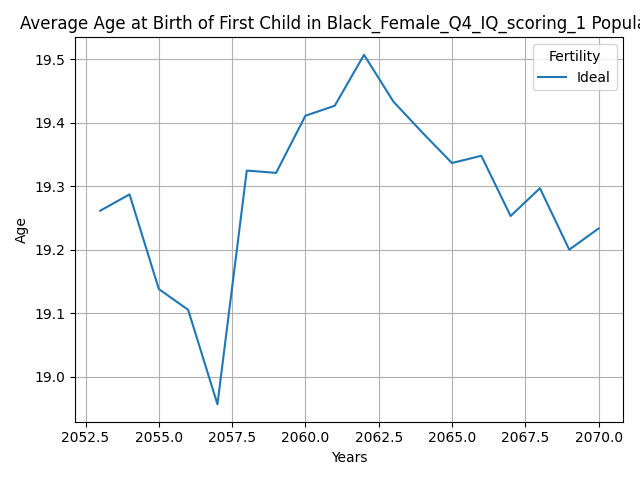 Average Age at Birth of First Child in Black_Female_Q4_IQ_scoring_1 Popula
Fertility
Ideal
19.5
19.4
19.3
19.2
19.1
19.0
Age
2052.5 2055.0 2057.5 2060.0 2062.5 2065.0 2067.5 2070.0
Years